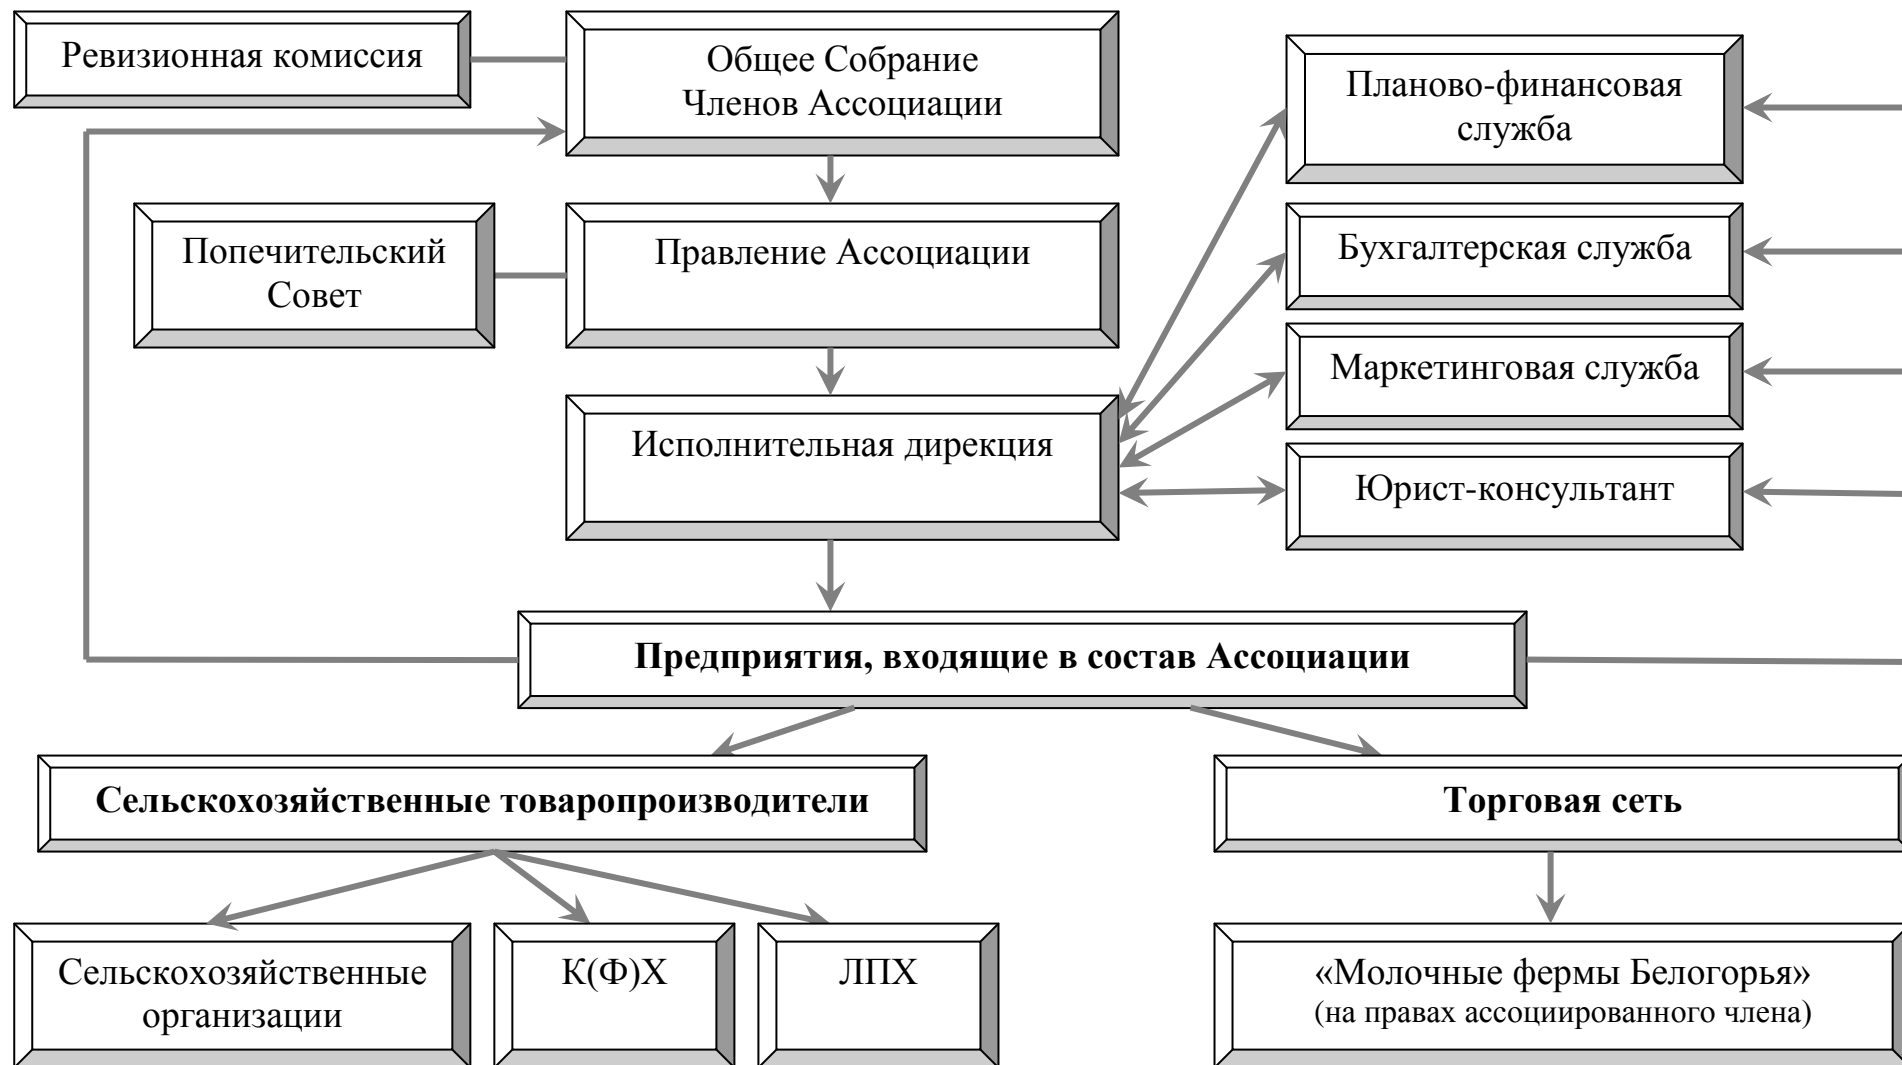 Ревизионная комиссия
Общее Собрание
Членов Ассоциации
Планово-финансовая
служба
Попечительский
Совет
Правление Ассоциации
Бухгалтерская служба
Маркетинговая служба
Исполнительная дирекция
Юрист-консультант
Предприятия, входящие в состав Ассоциации
Сельскохозяйственные товаропроизводители
Торговая сеть
Сельскохозяйственные
организации
К(Ф)Х
ЛПХ
«Молочные фермы Белогорья»
(на правах ассоциированного члена)